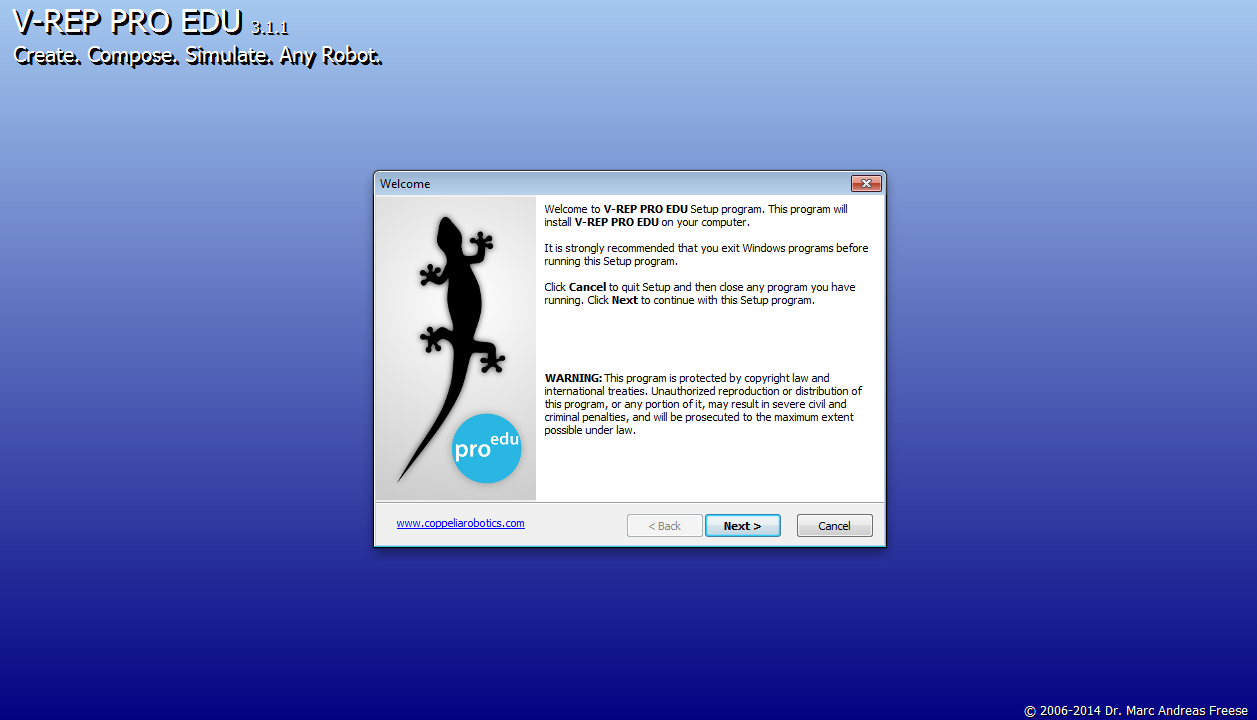 V-REP PRO EDU 3.1.1
Create. Compose. Simulate. Any Robot.
Welcome
Welcome to V-REP PRO EDU Setup program. This program will
install V-REP PRO EDU on your computer.
It is strongly recommended that you exit Windows programs before
running this Setup program.
Click Cancel to quit Setup and then close any program you have
running. Click Next to continue with this Setup program.
WARNING: This program is protected by copyright law and
international treaties. Unauthorized reproduction or distribution of
this program, or any portion of it, may result in severe civil and
criminal penalties, and will be prosecuted to the maximum extent
possible under law.
pro edu
www.coppeliarobotics.com
< Back
Next >
Cancel
© 2006-2014 Dr. Marc Andreas Freese